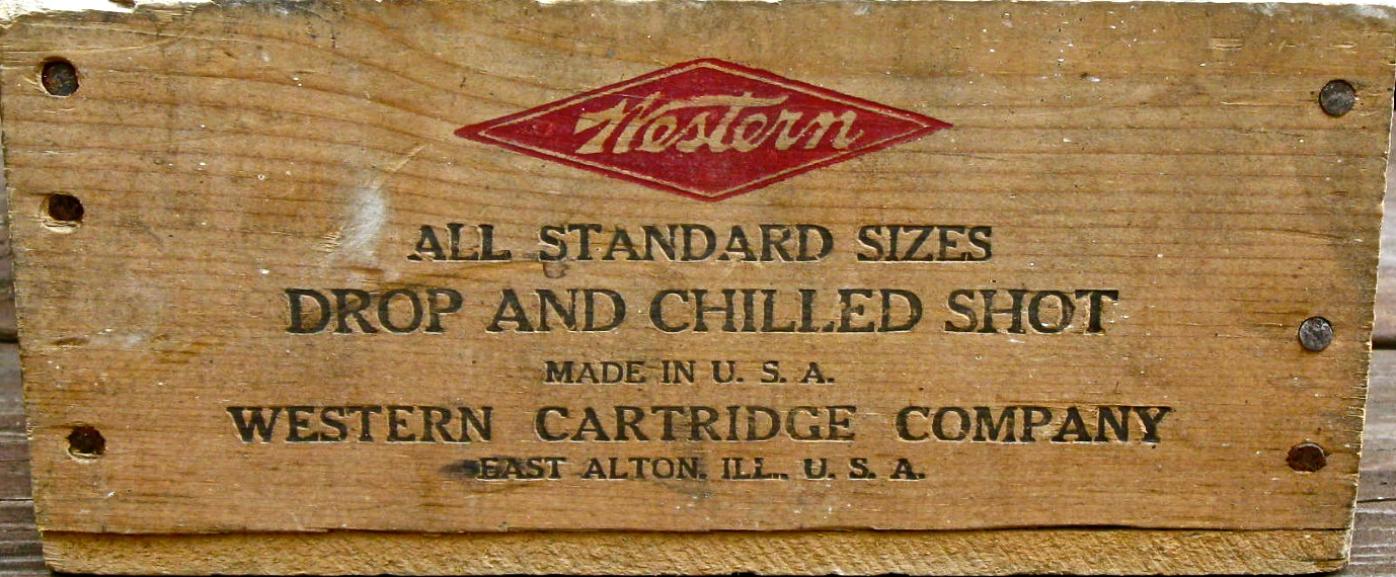 Western
ALL STANDARD SIZES
DROP AND CHILLED SHOT
MADE IN U. S. A.
WESTERN CARTRIDGE COMPANY
EAST ALTON, ILL., U. S. A.